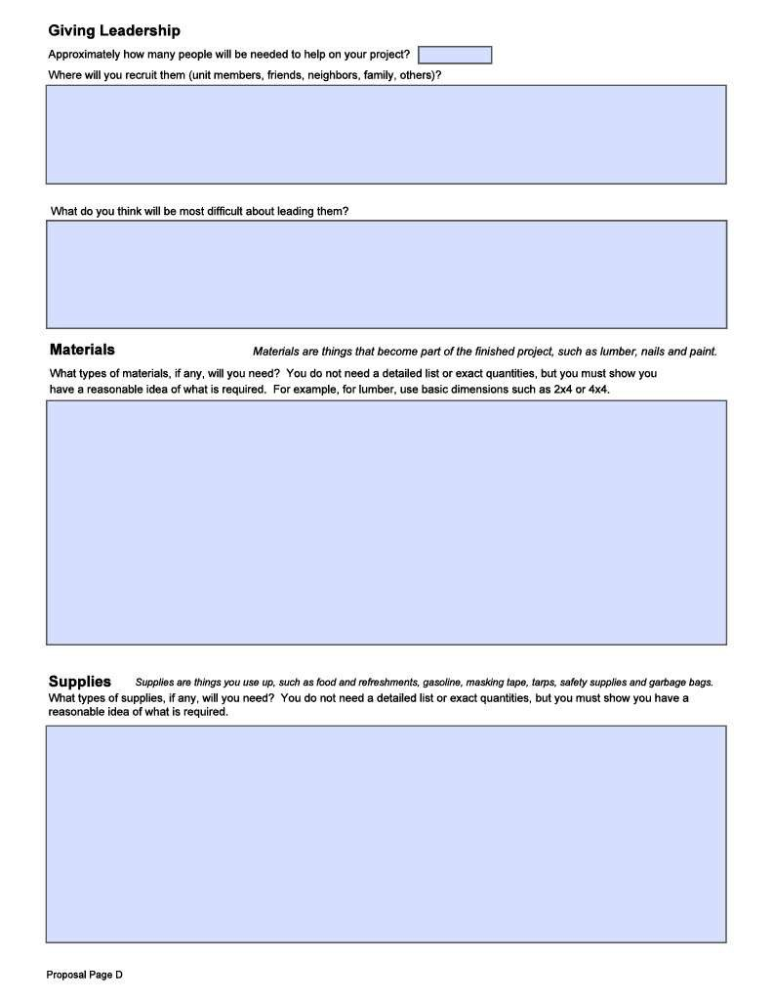 Giving Leadership
Approximately how many people will be needed to help on your project?
Where will you recruit them (unit members, friends, neighbors, family, others)?
What do you think will be most difficult about leading them?
Materials Materials are things that become part of the finished project, such as lumber, nails and paint.
What types of materials, if any, will you need? You do not need a detailed list or exact quantities, but you must show you
have a reasonable idea of what is required. For example, for lumber, use basic dimensions such as 2x4 or 4x4.
Supplies Supplies are things you use up, such as food and refreshments, gasoline, masking tape, tarps, safety supplies and garbage bags.
What types of supplies, if any, will you need? You do not need a detailed list or exact quantities, but you must show you have a
reasonable idea of what is required.
Proposal Page D